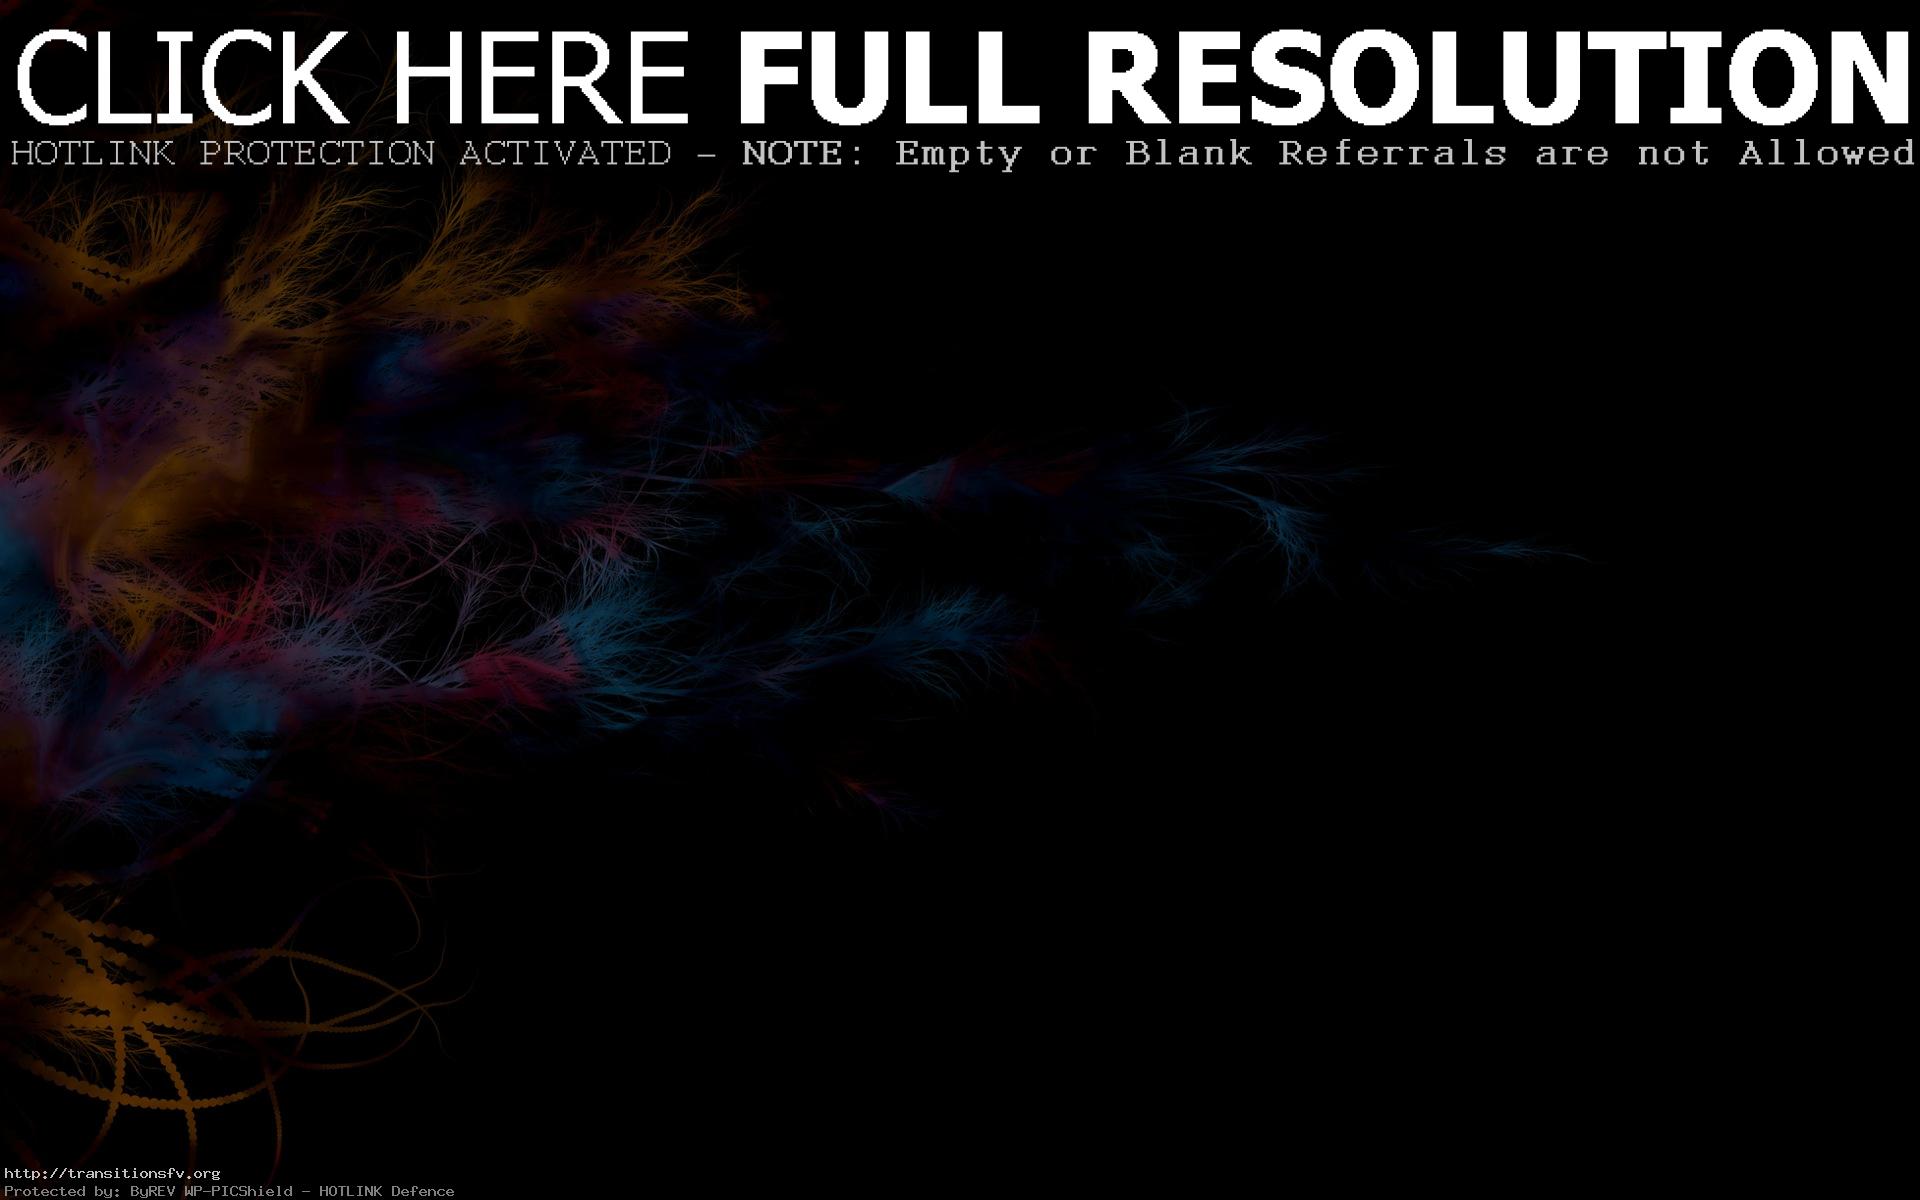 CLICK HERE FULL RESOLUTION
HOTLINK PROTECTION ACTIVATED - NOTE: Empty or Blank Referrals are not Allowed
http://transitionsfv.org
Protected by: ByREV WP-PICShield - HOTLINK Defence